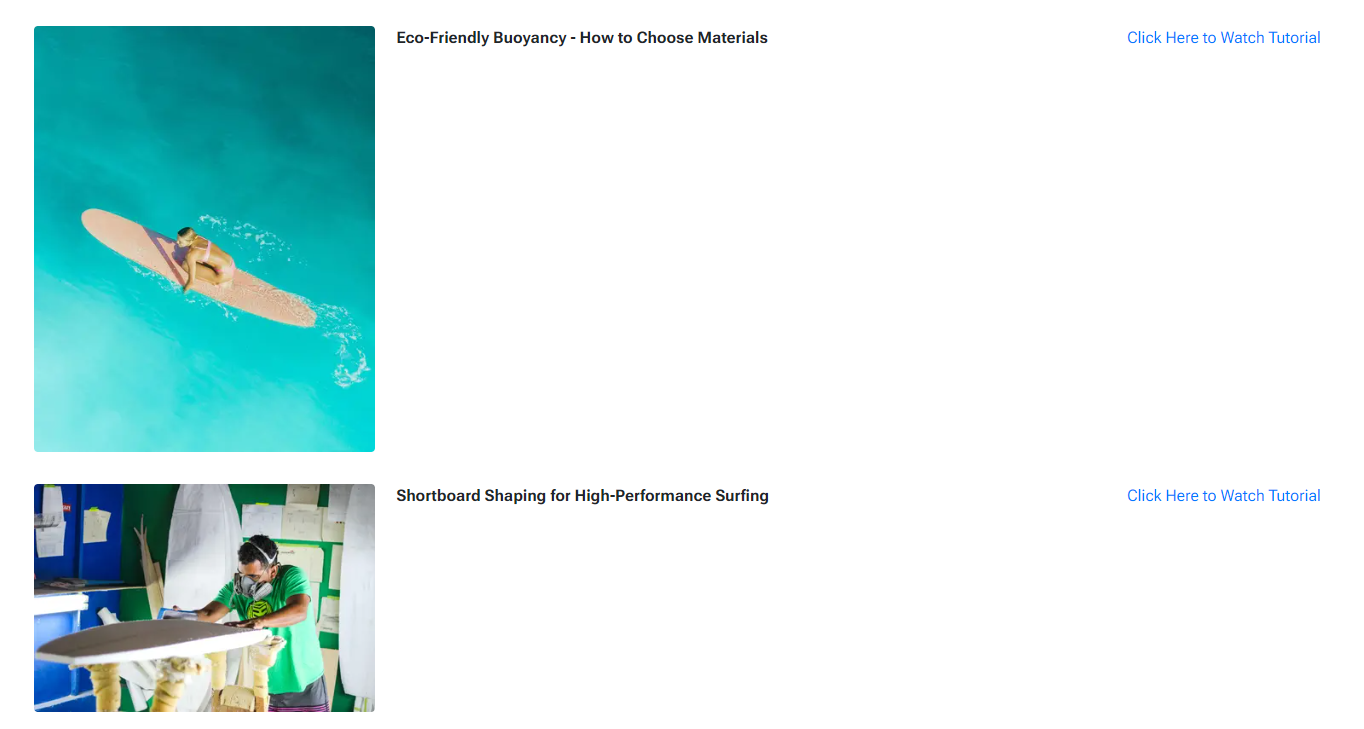 Eco-Friendly Buoyancy - How to Choose Materials
Click Here to Watch Tutorial
Shortboard Shaping for High-Performance Surfing
Click Here to Watch Tutorial